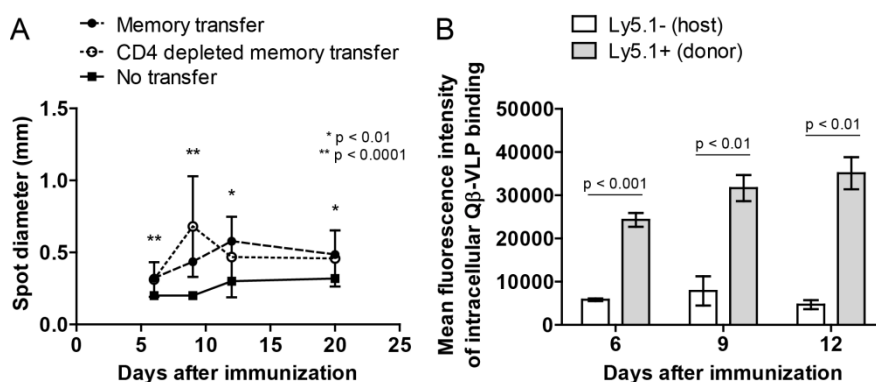 A
Memory transfer
CD4 depleted memory transfer
No transfer
Spot diameter (mm)
1.5
1.0
0.5
0.0
* p < 0.01
** p < 0.0001
**
**
*
*
0 5 10 15 20 25
Days after immunization
B
Ly5.1- (host)
Ly5.1+ (donor)
Mean fluorescence intensity
of intracellular Qβ-VLP binding
50000
40000
30000
20000
10000
0
p < 0.001
p < 0.01
p < 0.01
6 9 12
Days after immunization